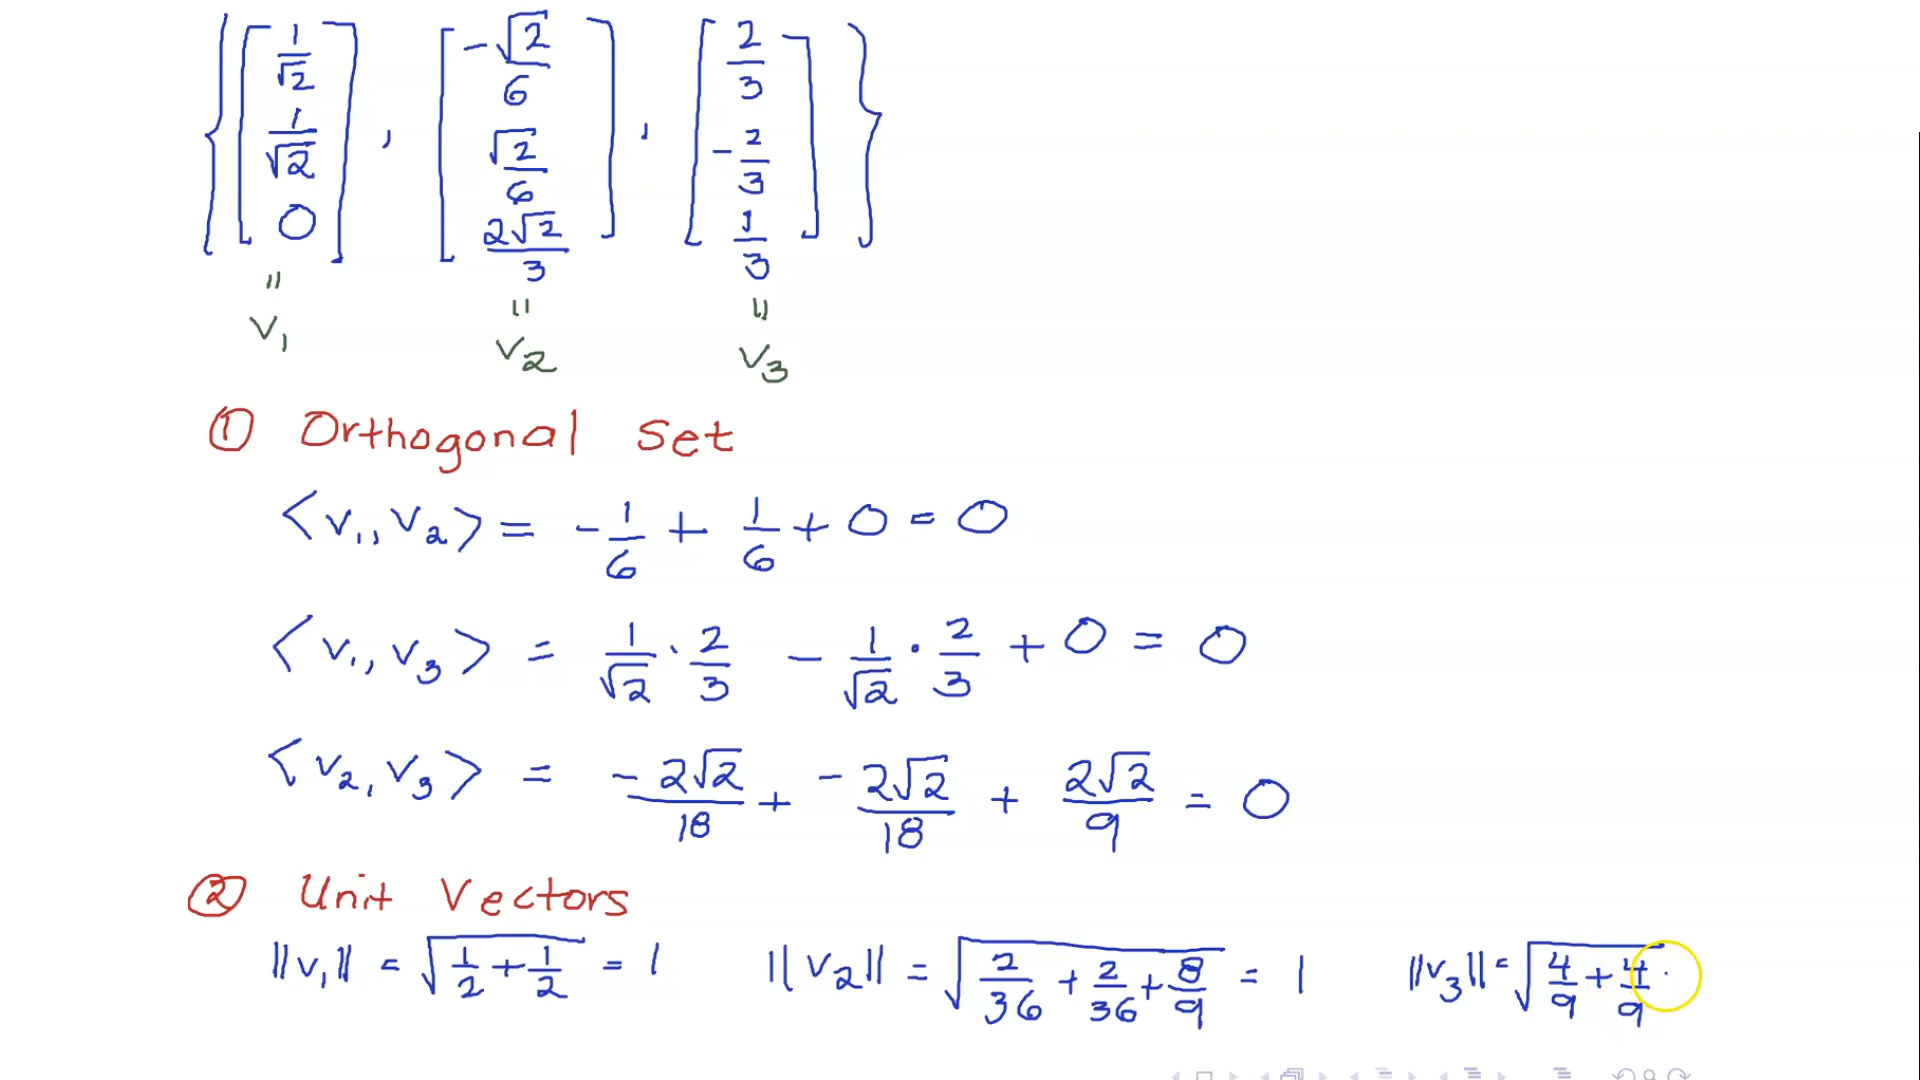 { [ 1/√2 1/√2 0 ] , [ -√2/6 √2/6 2√2/3 ] , [ 2/3 -2/3 1/3 ] }
= = =
v₁ v₂ v₃
① Orthogonal Set
<v₁, v₂> = -1/6 + 1/6 + 0 = 0
<v₁, v₃> = 1/√2 · 2/3 - 1/√2 · 2/3 + 0 = 0
<v₂, v₃> = -2√2/18 + -2√2/18 + 2√2/9 = 0
② Unit Vectors
||v₁|| = √(1/2 + 1/2) = 1 ||v₂|| = √(2/36 + 2/36 + 8/9) = 1 ||v₃|| = √(4/9 + 4/9